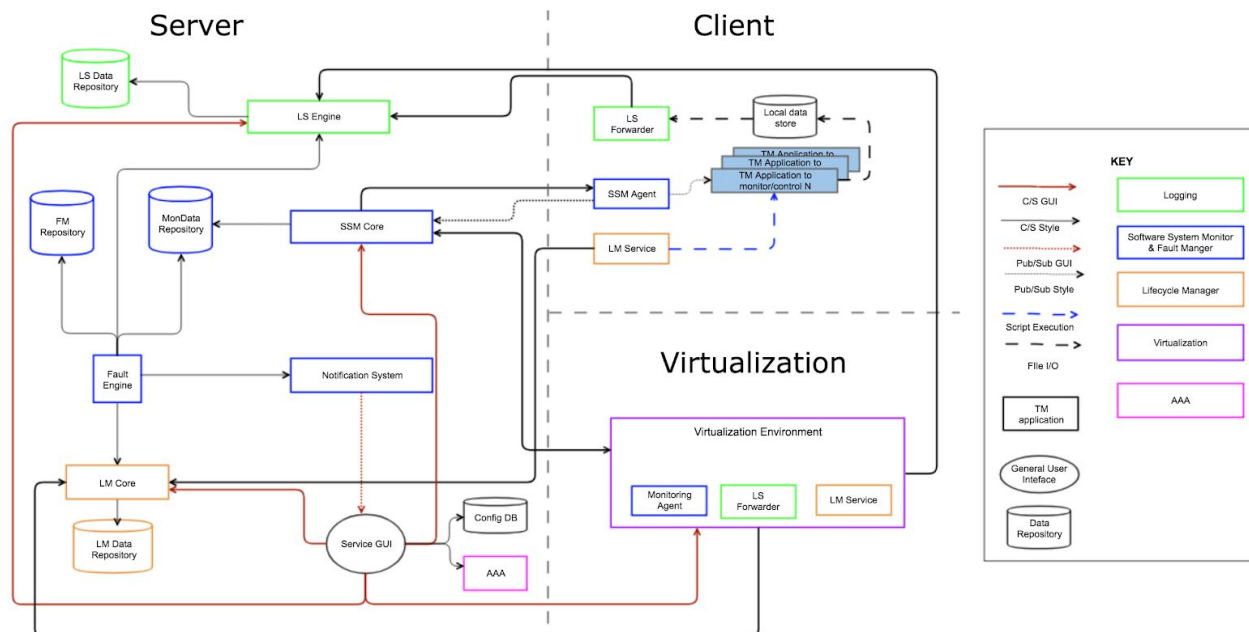 Server
Client
LS Data
Repository
LS Engine
LS
Forwarder
Local data
store
TM Application to
TM Application to
TM Application to
monitor/control N
SSM Agent
FM
Repository
MonData
Repository
SSM Core
LM Service
Virtualization
Fault
Engine
Notification System
Virtualization Environment
Monitoring
Agent
LS
Forwarder
LM Service
LM Core
LM Data
Repository
Service GUI
Config DB
AAA
KEY
C/S GUI
Logging
C/S Style
Pub/Sub GUI
Software System Monitor
& Fault Manger
Pub/Sub Style
Lifecycle Manager
Script Execution
Virtualization
FIle I/O
AAA
TM
application
General User
Inteface
Data
Repository